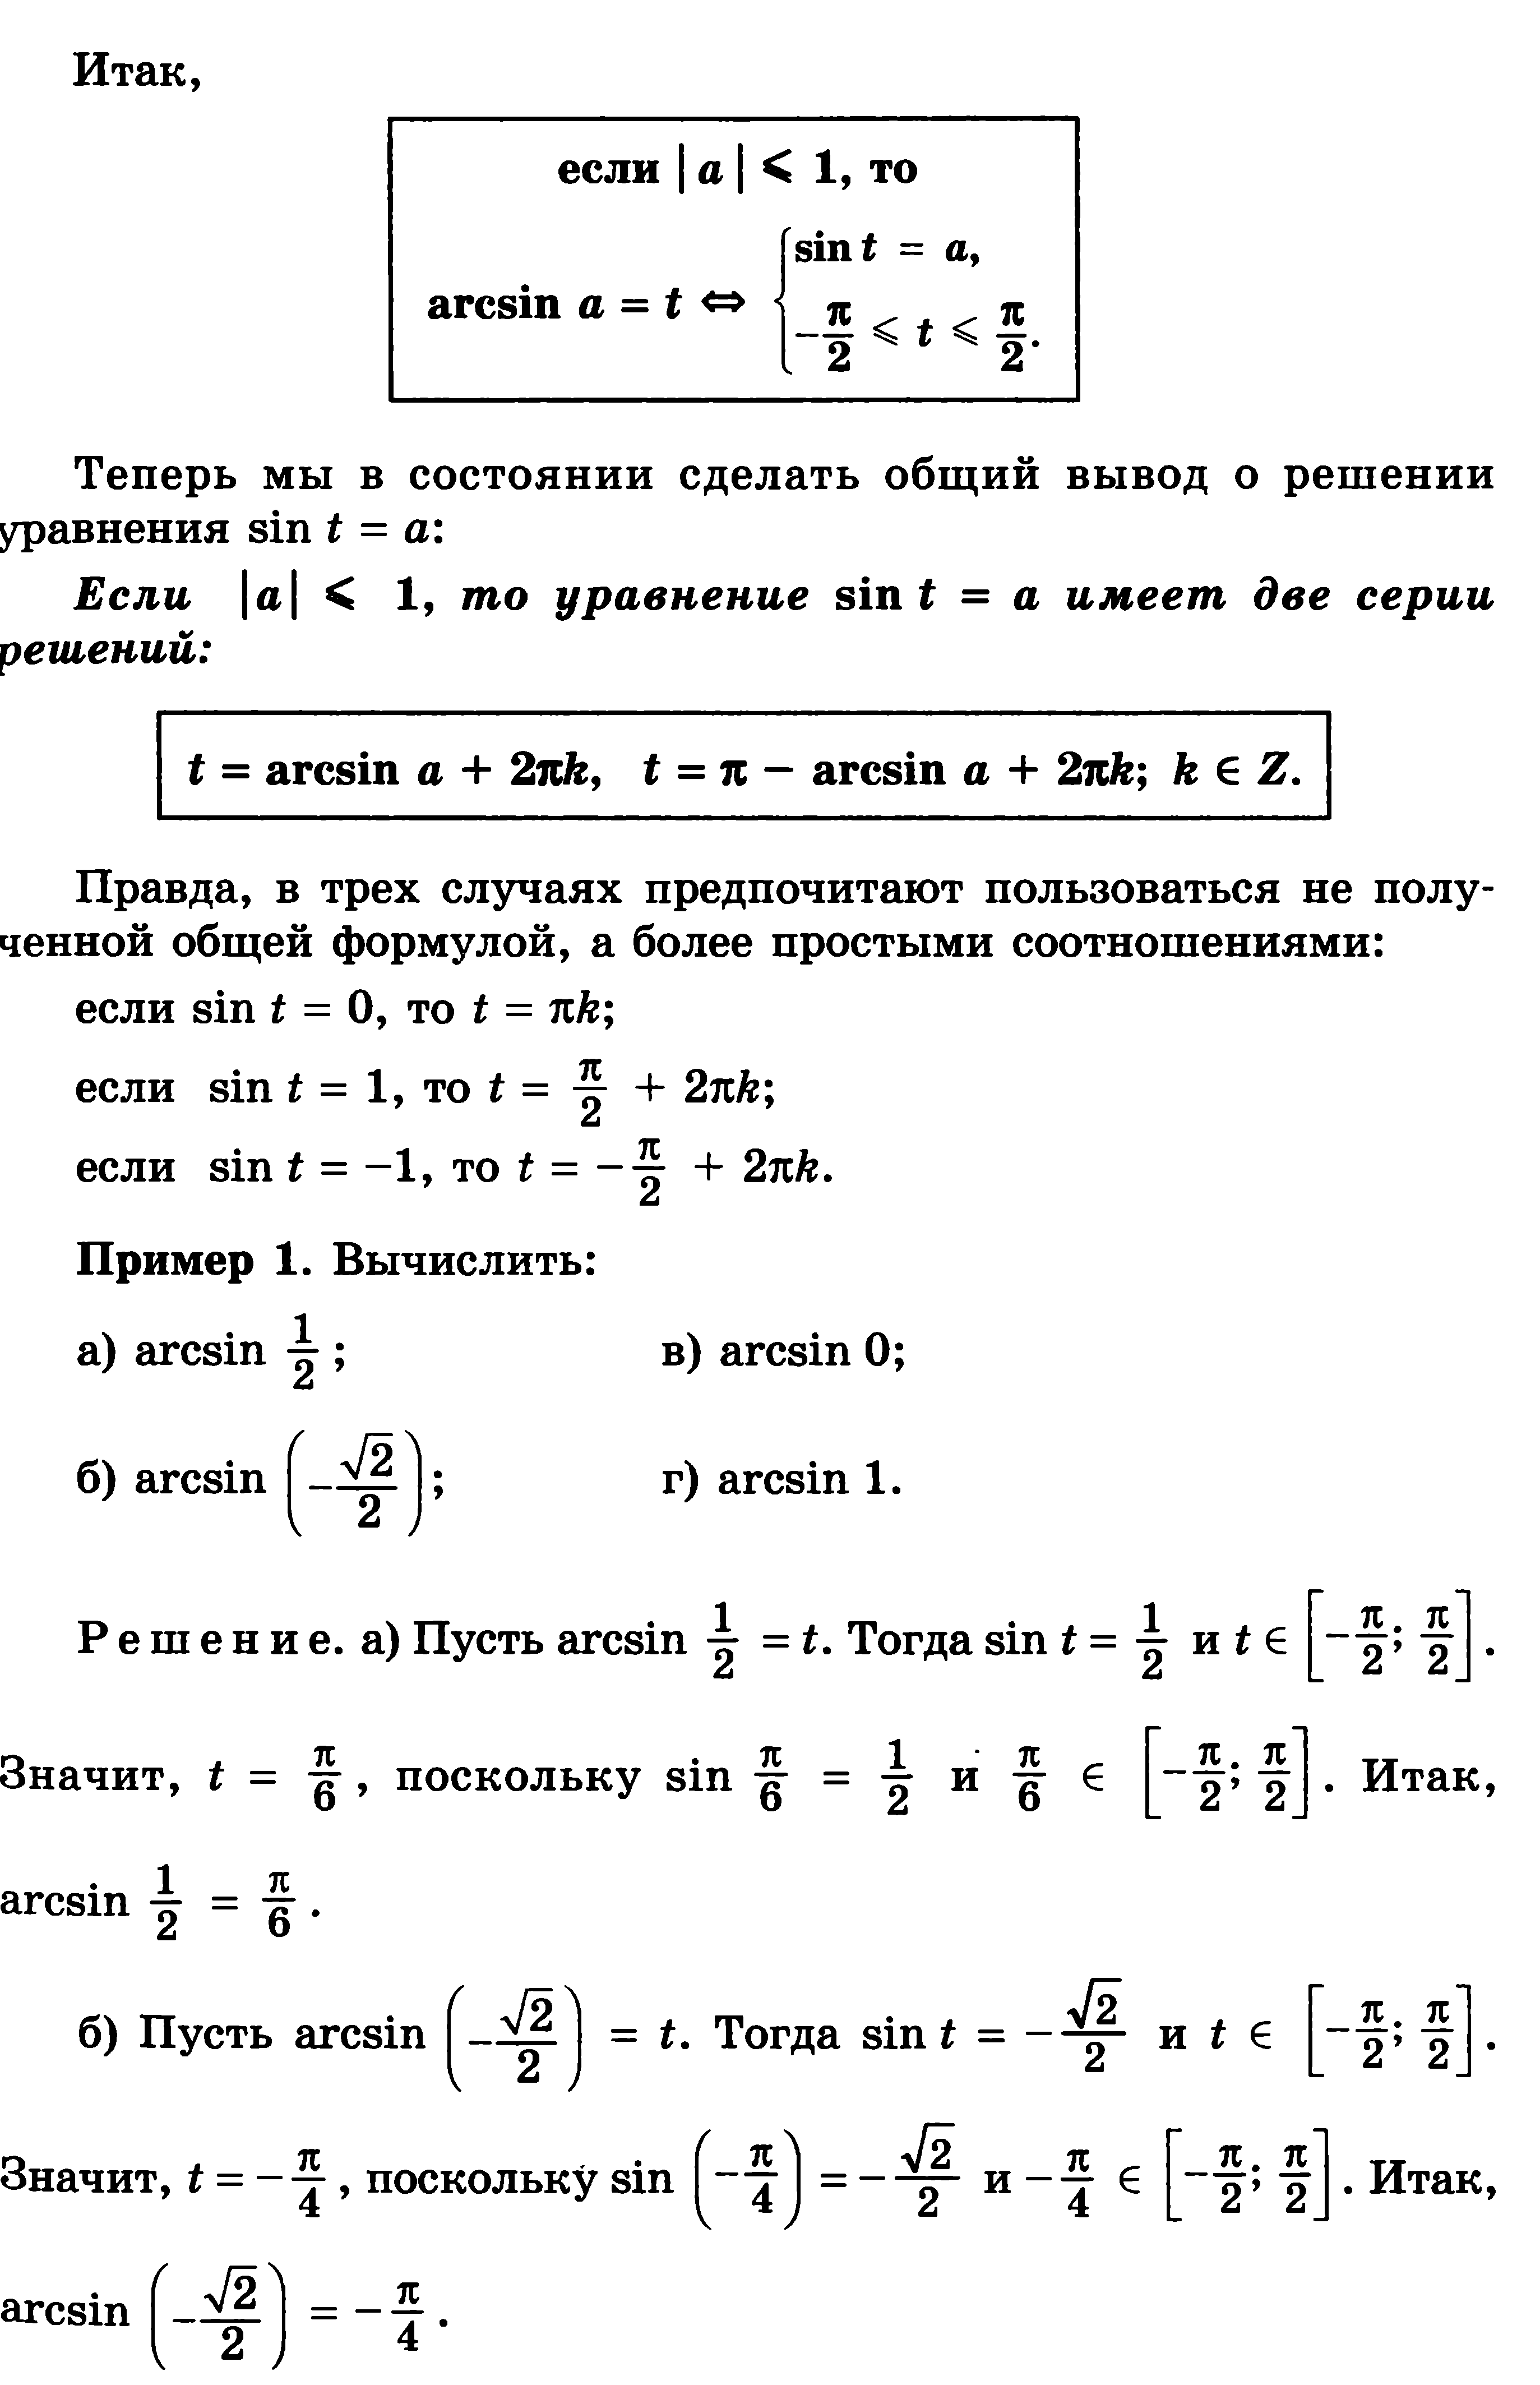 Итак,
если |a| ⩽ 1, то
arcsin a = t ⇔ { sin t = a,
−π/2 ⩽ t ⩽ π/2.
Теперь мы в состоянии сделать общий вывод о решении
уравнения sin t = a:
Если |a| ⩽ 1, то уравнение sin t = a имеет две серии
решений:
t = arcsin a + 2πk, t = π − arcsin a + 2πk; k ∈ Z.
Правда, в трех случаях предпочитают пользоваться не полу-
ченной общей формулой, а более простыми соотношениями:
если sin t = 0, то t = πk;
если sin t = 1, то t = π/2 + 2πk;
если sin t = −1, то t = −π/2 + 2πk.
Пример 1. Вычислить:
а) arcsin 1/2; в) arcsin 0;
б) arcsin (−√2/2); г) arcsin 1.
Решение. а) Пусть arcsin 1/2 = t. Тогда sin t = 1/2 и t ∈ [−π/2; π/2].
Значит, t = π/6, поскольку sin π/6 = 1/2 и π/6 ∈ [−π/2; π/2]. Итак,
arcsin 1/2 = π/6.
б) Пусть arcsin (−√2/2) = t. Тогда sin t = −√2/2 и t ∈ [−π/2; π/2].
Значит, t = −π/4, поскольку sin (−π/4) = −√2/2 и −π/4 ∈ [−π/2; π/2]. Итак,
arcsin (−√2/2) = −π/4.